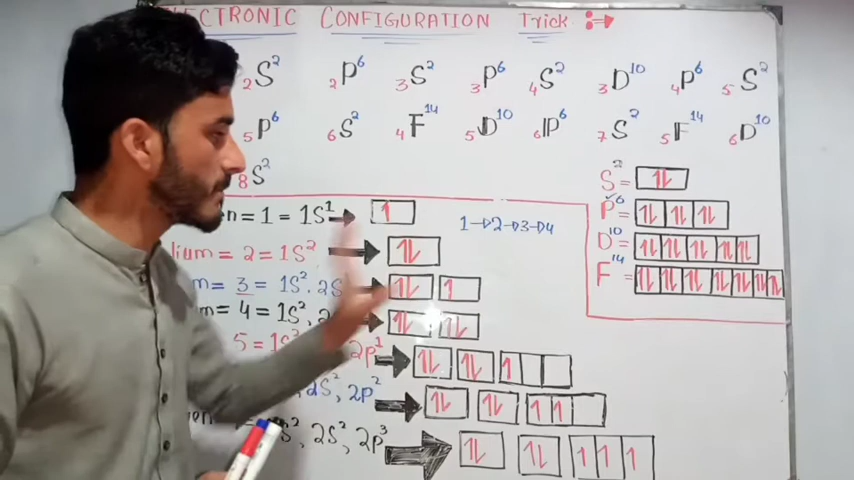 ELECTRONIC CONFIGURATION Trick
2S² 2P⁶ 3S² 3P⁶ 4S² 3D¹⁰ 4P⁶ 5S²
5P⁶ 6S² 4F¹⁴ 5D¹⁰ 6P⁶ 7S² 5F¹⁴ 6D¹⁰
8S²
S² =
P⁶ =
D¹⁰ =
F¹⁴ =
n = 1 = 1S¹
1→2→3→4
lium = 2 = 1S²
m = 3 = 1S². 2S
m = 4 = 1S², 2
5 = 1S² 2P¹
2S², 2P²
S², 2S², 2P³